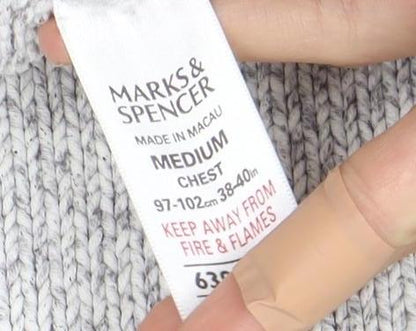 MARKS&
SPENCER
MADE IN MACAU
MEDIUM
CHEST
97-102cm 38-40in
KEEP AWAY FROM
FIRE & FLAMES